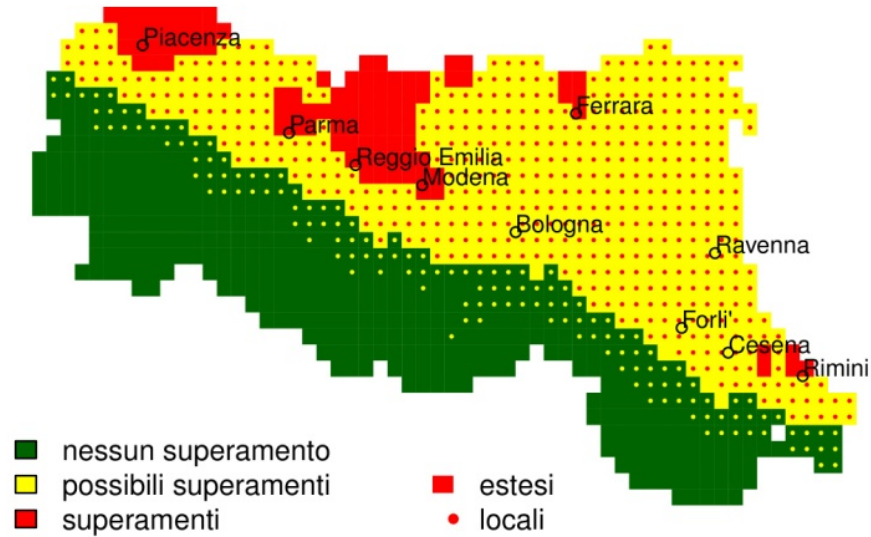 Piacenza
Ferrara
Parma
Reggio Emilia
Modena
Bologna
Ravenna
Forli'
Cesena
Rimini
nessun superamento
possibili superamenti
superamenti
estesi
locali